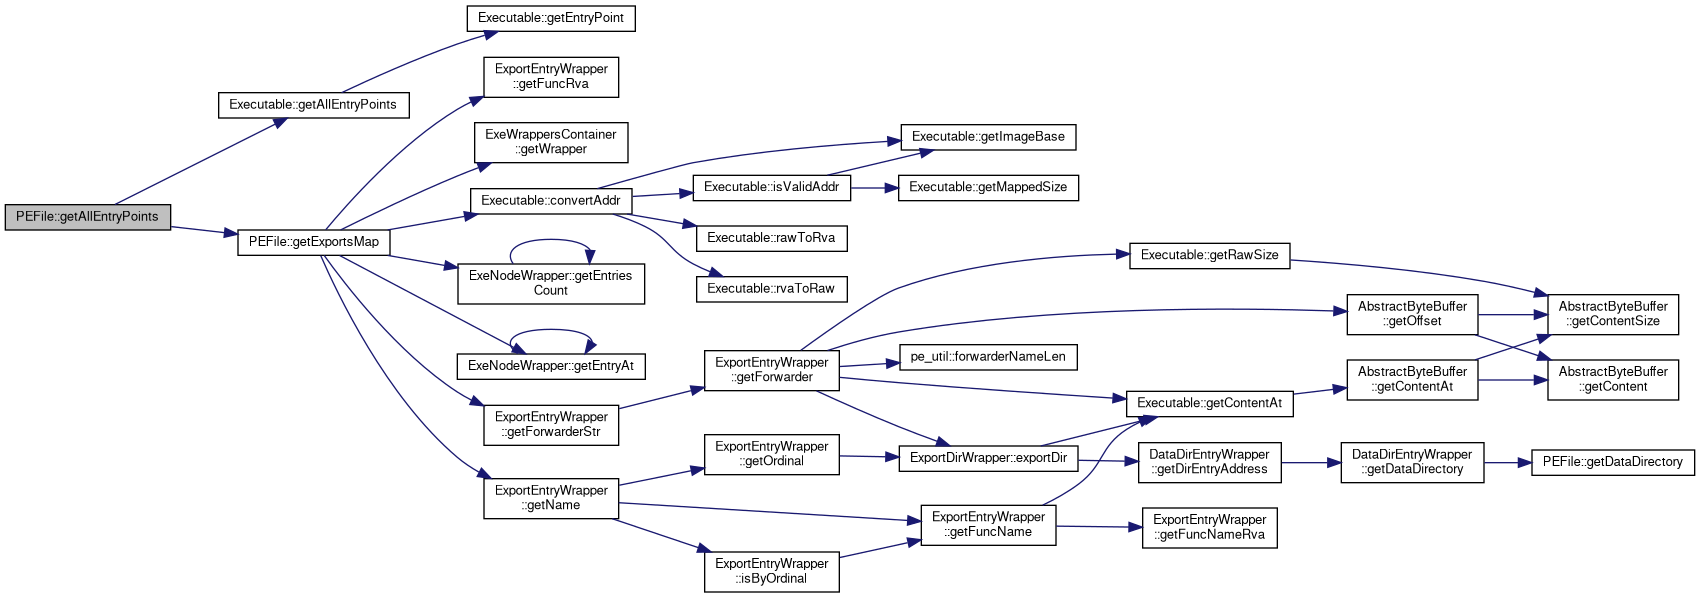 PEFile::getAllEntryPoints
Executable::getAllEntryPoints
PEFile::getExportsMap
Executable::getEntryPoint
ExportEntryWrapper
::getFuncRva
ExeWrappersContainer
::getWrapper
Executable::convertAddr
ExeNodeWrapper::getEntries
Count
ExeNodeWrapper::getEntryAt
ExportEntryWrapper
::getForwarderStr
ExportEntryWrapper
::getName
Executable::isValidAddr
Executable::rawToRva
Executable::rvaToRaw
ExportEntryWrapper
::getForwarder
ExportEntryWrapper
::getOrdinal
ExportEntryWrapper
::isByOrdinal
Executable::getImageBase
Executable::getMappedSize
pe_util::forwarderNameLen
ExportDirWrapper::exportDir
ExportEntryWrapper
::getFuncName
Executable::getRawSize
Executable::getContentAt
DataDirEntryWrapper
::getDirEntryAddress
ExportEntryWrapper
::getFuncNameRva
AbstractByteBuffer
::getOffset
AbstractByteBuffer
::getContentAt
DataDirEntryWrapper
::getDataDirectory
AbstractByteBuffer
::getContentSize
AbstractByteBuffer
::getContent
PEFile::getDataDirectory